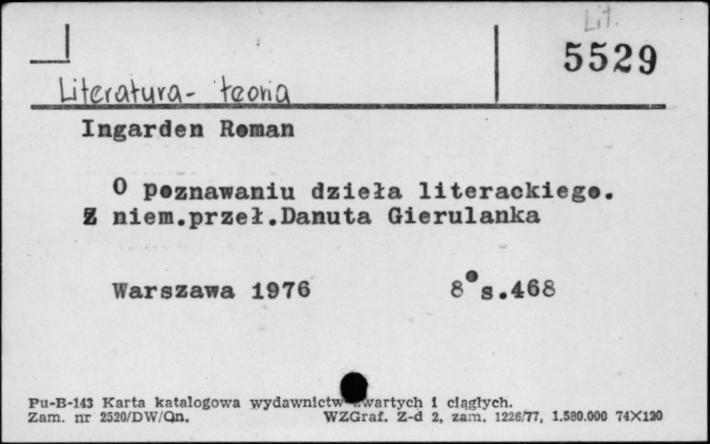 Lit.
5529
Literatura - teoria
Ingarden Roman
O poznawaniu dzieła literackiego.
Z niem.przeł.Danuta Gierulanka
Warszawa 1976 8° s.468
Pu-B-143 Karta katalogowa wydawnictw zwartych i ciągłych.
Zam. nr 2520/DW/Qn. WZGraf. Z-d 2, zam. 1226/77, 1.580.000 74X120